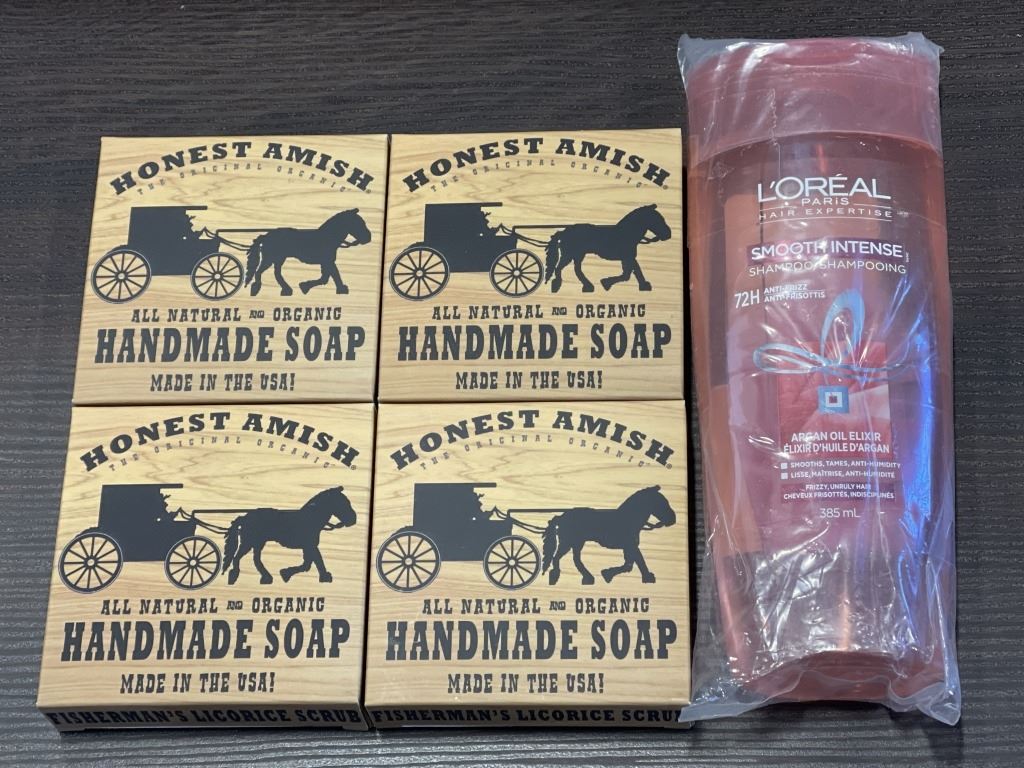 HONEST AMISH®
THE ORIGINAL ORGANIC™
ALL NATURAL AND ORGANIC
HANDMADE SOAP
MADE IN THE USA!
HONEST AMISH®
THE ORIGINAL ORGANIC™
ALL NATURAL AND ORGANIC
HANDMADE SOAP
MADE IN THE USA!
HONEST AMISH®
THE ORIGINAL ORGANIC™
ALL NATURAL AND ORGANIC
HANDMADE SOAP
MADE IN THE USA!
FISHERMAN'S LICORICE SCRUB
HONEST AMISH®
THE ORIGINAL ORGANIC™
ALL NATURAL AND ORGANIC
HANDMADE SOAP
MADE IN THE USA!
FISHERMAN'S LICORICE SCRUB
L'ORÉAL
PARIS
HAIR EXPERTISE
SMOOTH INTENSE
SHAMPOO/SHAMPOOING
72H ANTI-FRIZZ
ANTI-FRISOTTIS
ARGAN OIL ELIXIR
ÉLIXIR D'HUILE D'ARGAN
SMOOTHS, TAMES, ANTI-HUMIDITY
LISSE, MAÎTRISE, ANTI-HUMIDITÉ
FRIZZY, UNRULY HAIR
CHEVEUX FRISOTTÉS, INDISCIPLINÉS
385 mL